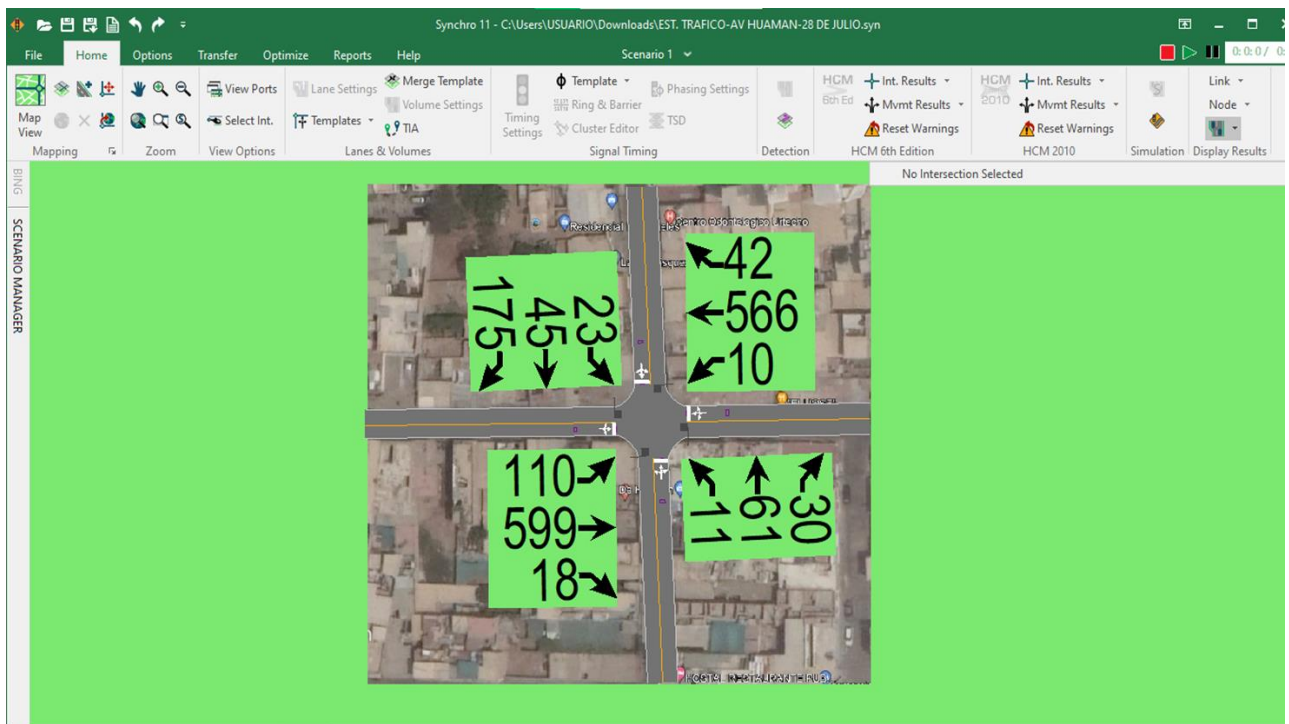 Synchro 11 - C:\Users\USUARIO\Downloads\EST. TRAFICO-AV HUAMAN-28 DE JULIO.syn
File Home Options Transfer Optimize Reports Help Scenario 1
0: 0: 0 /
Map View
View Ports
Select Int.
Lane Settings
Templates
Merge Template
Volume Settings
TIA
Timing Settings
Template
Ring & Barrier
Cluster Editor
Phasing Settings
TSD
HCM 6th Ed
Int. Results
Mvmt Results
Reset Warnings
HCM 2010
Int. Results
Mvmt Results
Reset Warnings
Link
Node
Mapping Zoom View Options Lanes & Volumes Signal Timing Detection HCM 6th Edition HCM 2010 Simulation Display Results
No Intersection Selected
BING
SCENARIO MANAGER
Residencial
175
45
23
42
566
10
110
599
18
11
61
30